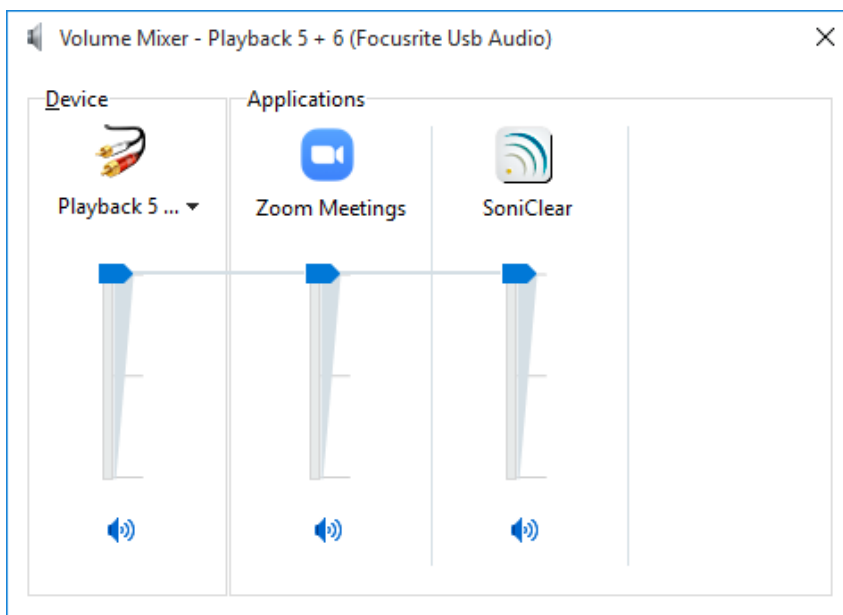 Volume Mixer - Playback 5 + 6 (Focusrite Usb Audio)
Device
Applications
Playback 5 ...
Zoom Meetings
SoniClear